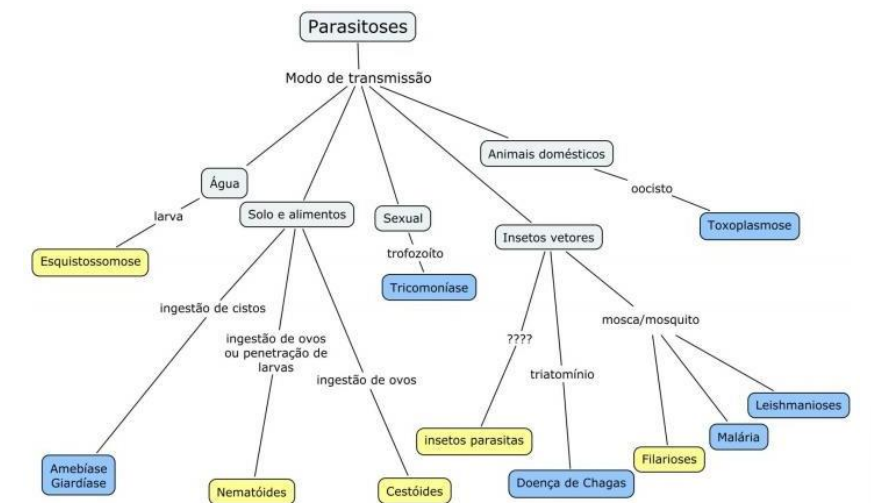 Parasitoses
Modo de transmissão
Animais domésticos
Água
oocisto
larva
Solo e alimentos
Sexual
Toxoplasmose
Insetos vetores
Esquistossomose
trofozoíto
Tricomoníase
ingestão de cistos
mosca/mosquito
ingestão de ovos
ou penetração de
larvas
????
triatomínio
ingestão de ovos
Leishmanioses
insetos parasitas
Malária
Filarioses
Amebíase
Giardíase
Doença de Chagas
Nematóides
Cestóides